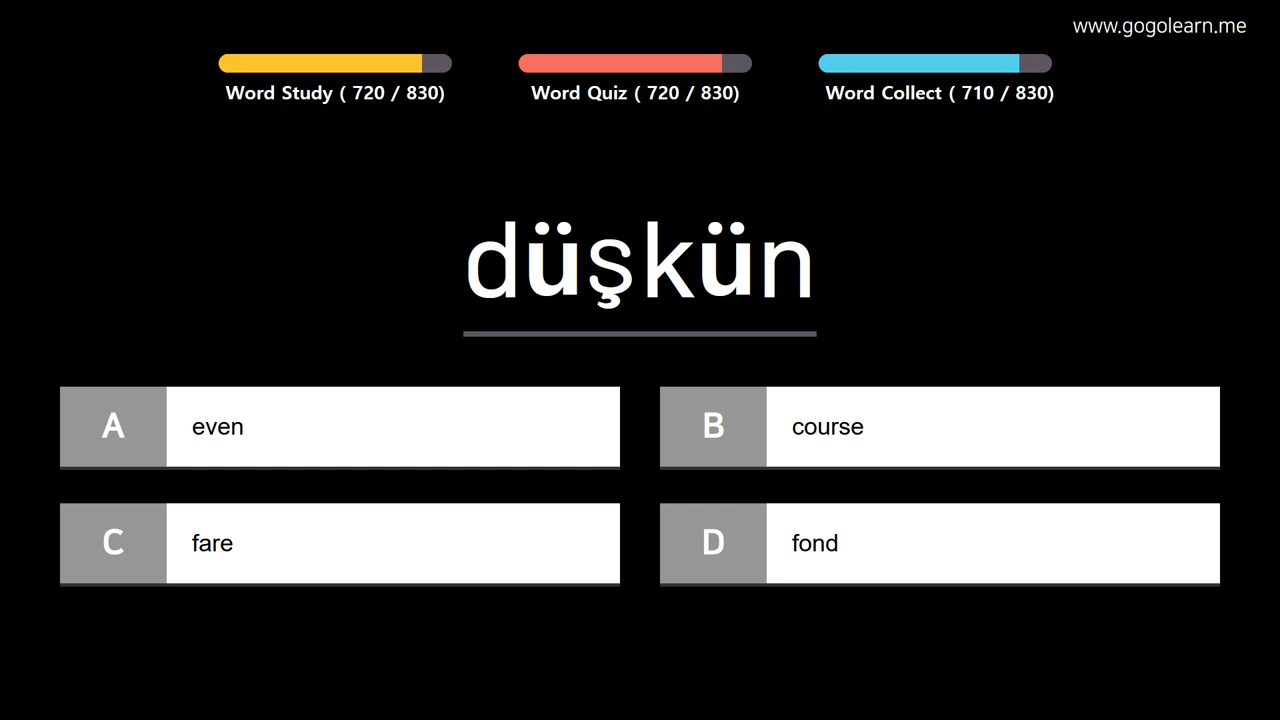 www.gogolearn.me
Word Study ( 720 / 830)
Word Quiz ( 720 / 830)
Word Collect ( 710 / 830)
düşkün
A even
B course
C fare
D fond